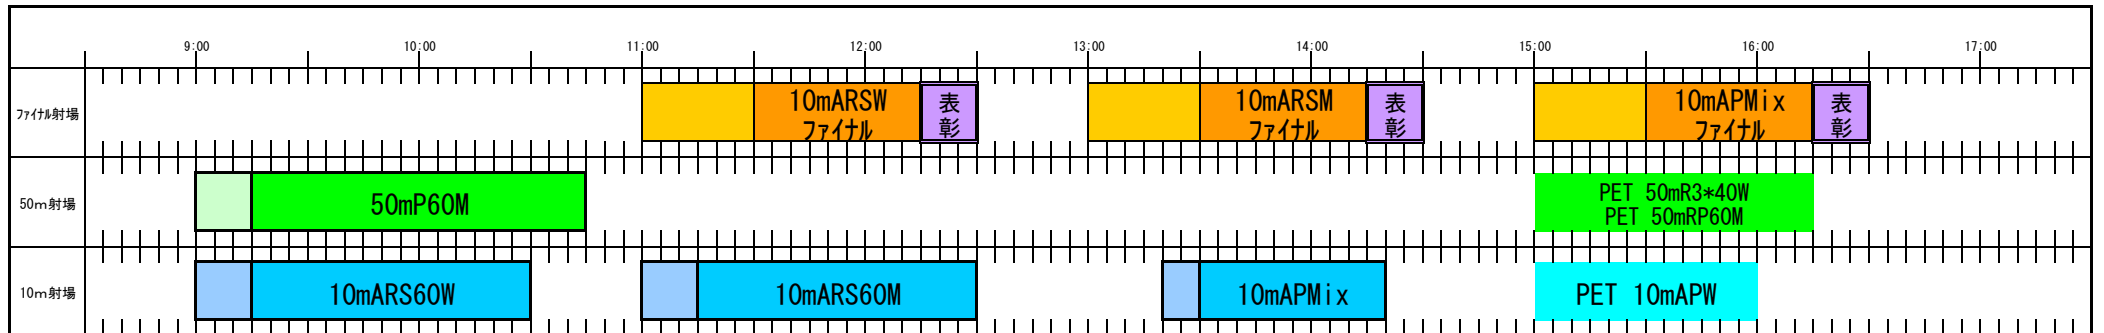 9:00 10:00 11:00 12:00 13:00 14:00 15:00 16:00 17:00
ファイナル射場
10mARSW
ファイナル
表
彰
10mARSM
ファイナル
表
彰
10mAPMix
ファイナル
表
彰
50m射場
50mP60M
PET 50mR3*40W
PET 50mRP60M
10m射場
10mARS60W
10mARS60M
10mAPMix
PET 10mAPW